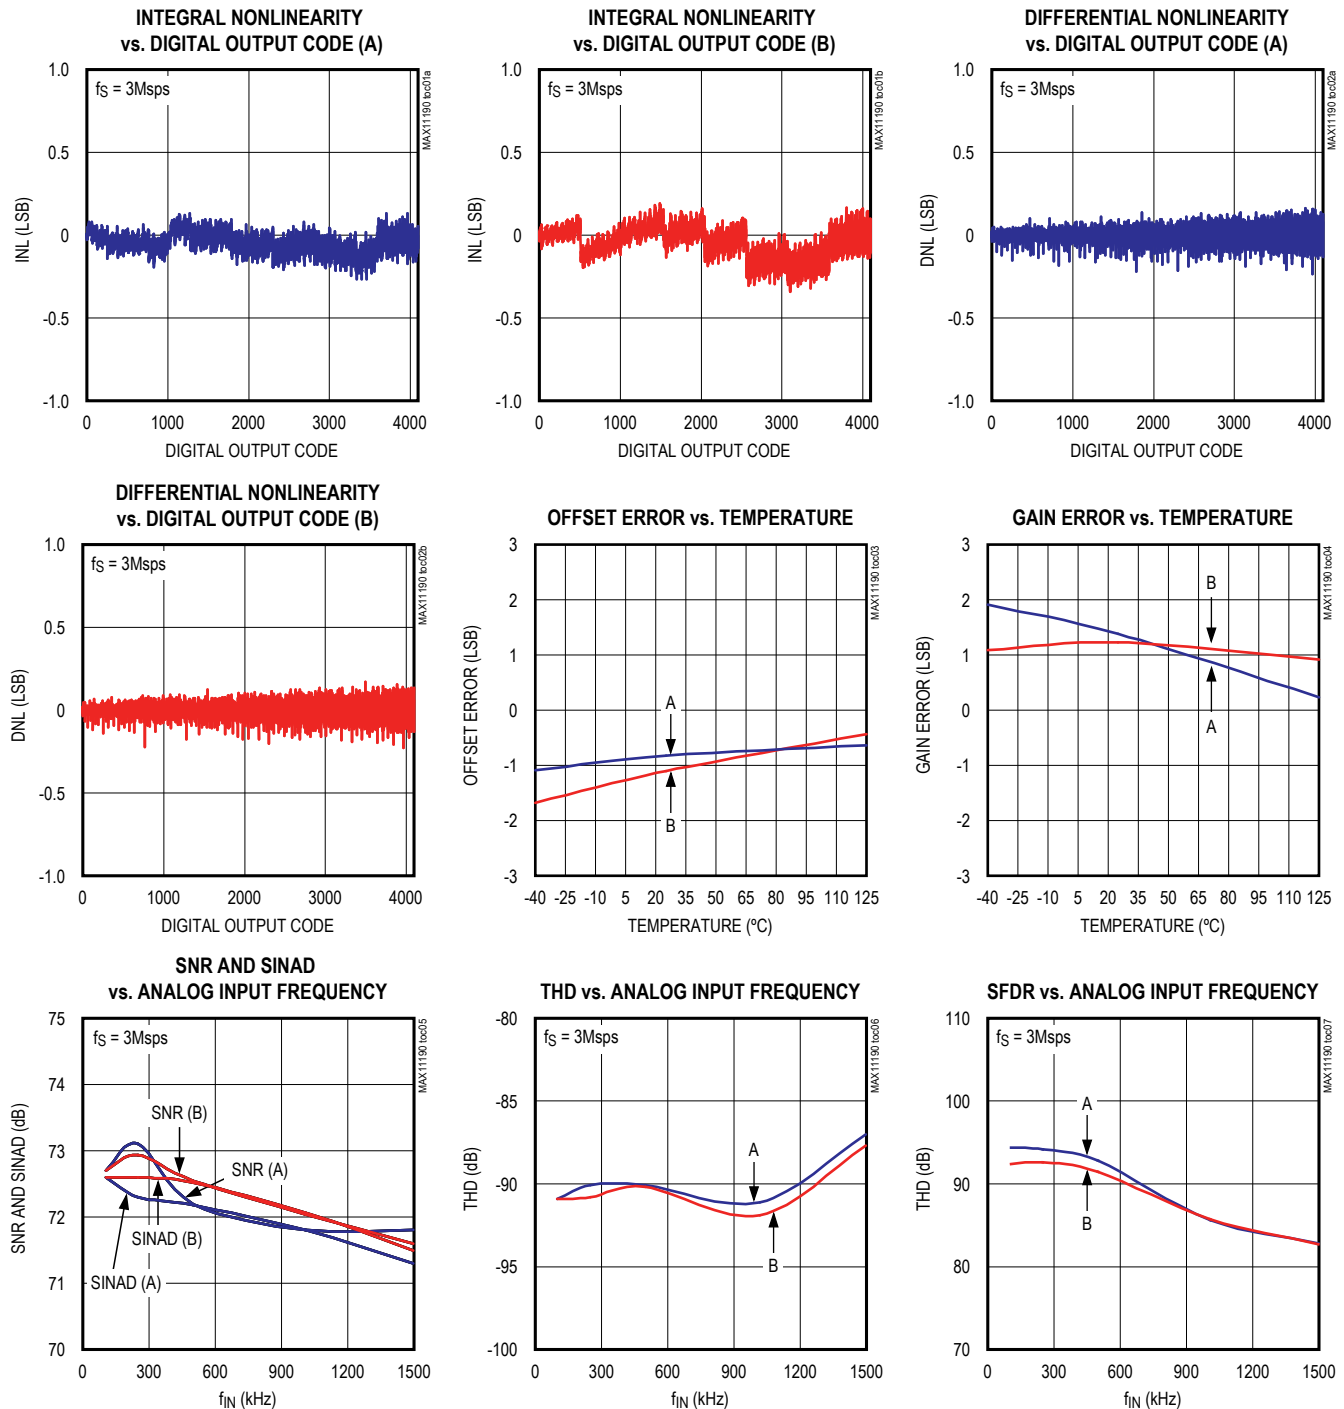 INTEGRAL NONLINEARITY
vs. DIGITAL OUTPUT CODE (A)
1.0
0.5
0
-0.5
-1.0
INL (LSB)
fS = 3Msps
MAX11190 toc01a
0 1000 2000 3000 4000
DIGITAL OUTPUT CODE
INTEGRAL NONLINEARITY
vs. DIGITAL OUTPUT CODE (B)
1.0
0.5
0
-0.5
-1.0
INL (LSB)
fS = 3Msps
MAX11190 toc01b
0 1000 2000 3000 4000
DIGITAL OUTPUT CODE
DIFFERENTIAL NONLINEARITY
vs. DIGITAL OUTPUT CODE (A)
1.0
0.5
0
-0.5
-1.0
DNL (LSB)
fS = 3Msps
MAX11190 toc02a
0 1000 2000 3000 4000
DIGITAL OUTPUT CODE
DIFFERENTIAL NONLINEARITY
vs. DIGITAL OUTPUT CODE (B)
1.0
0.5
0
-0.5
-1.0
DNL (LSB)
fS = 3Msps
MAX11190 toc02b
0 1000 2000 3000 4000
DIGITAL OUTPUT CODE
OFFSET ERROR vs. TEMPERATURE
3
2
1
0
-1
-2
-3
OFFSET ERROR (LSB)
MAX11190 toc03
A
B
-40 -25 -10 5 20 35 50 65 80 95 110 125
TEMPERATURE (ºC)
GAIN ERROR vs. TEMPERATURE
3
2
1
0
-1
-2
-3
GAIN ERROR (LSB)
MAX11190 toc04
B
A
-40 -25 -10 5 20 35 50 65 80 95 110 125
TEMPERATURE (ºC)
SNR AND SINAD
vs. ANALOG INPUT FREQUENCY
75
74
73
72
71
70
SNR AND SINAD (dB)
fS = 3Msps
MAX11190 toc05
SNR (B)
SNR (A)
SINAD (B)
SINAD (A)
0 300 600 900 1200 1500
fIN (kHz)
THD vs. ANALOG INPUT FREQUENCY
-80
-85
-90
-95
-100
THD (dB)
fS = 3Msps
MAX11190 toc06
A
B
0 300 600 900 1200 1500
fIN (kHz)
SFDR vs. ANALOG INPUT FREQUENCY
110
100
90
80
70
THD (dB)
fS = 3Msps
MAX11190 toc07
A
B
0 300 600 900 1200 1500
fIN (kHz)